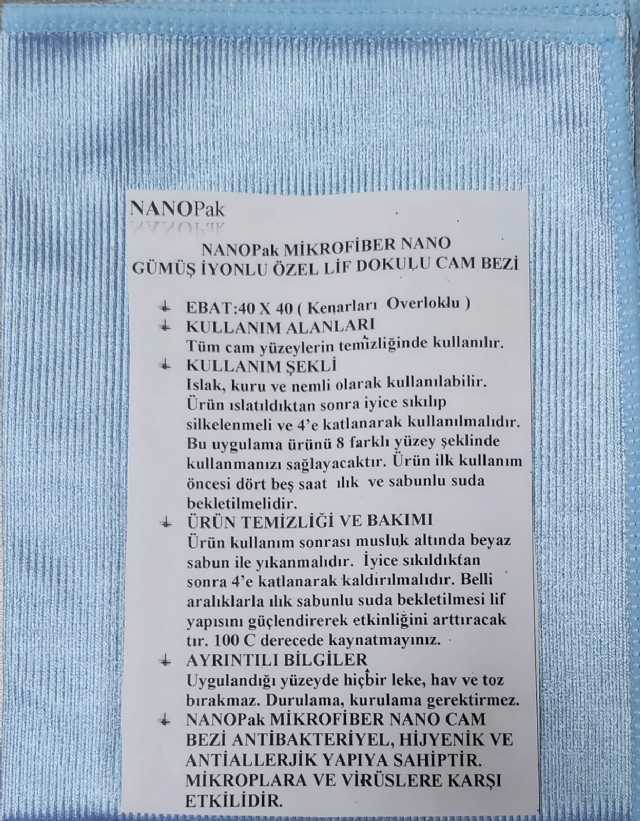 NANOPak
NANOPak MİKROFİBER NANO
GÜMÜŞ İYONLU ÖZEL LİF DOKULU CAM BEZİ
EBAT:40 X 40 ( Kenarları Overloklu )
KULLANIM ALANLARI
Tüm cam yüzeylerin temizliğinde kullanılır.
KULLANIM ŞEKLİ
Islak, kuru ve nemli olarak kullanılabilir.
Ürün ıslatıldıktan sonra iyice sıkılıp
silkelenmeli ve 4'e katlanarak kullanılmalıdır.
Bu uygulama ürünü 8 farklı yüzey şeklinde
kullanmanızı sağlayacaktır. Ürün ilk kullanım
öncesi dört beş saat ılık ve sabunlu suda
bekletilmelidir.
ÜRÜN TEMİZLİĞİ VE BAKIMI
Ürün kullanım sonrası musluk altında beyaz
sabun ile yıkanmalıdır. İyice sıkıldıktan
sonra 4'e katlanarak kaldırılmalıdır. Belli
aralıklarla ılık sabunlu suda bekletilmesi lif
yapısını güçlendirerek etkinliğini arttıracak
tır. 100 C derecede kaynatmayınız.
AYRINTILI BİLGİLER
Uygulandığı yüzeyde hiçbir leke, hav ve toz
bırakmaz. Durulama, kurulama gerektirmez.
NANOPak MİKROFİBER NANO CAM
BEZİ ANTİBAKTERİYEL, HİJYENİK VE
ANTİALLERJİK YAPIYA SAHİPTİR.
MİKROPLARA VE VİRÜSLERE KARŞI
ETKİLİDİR.